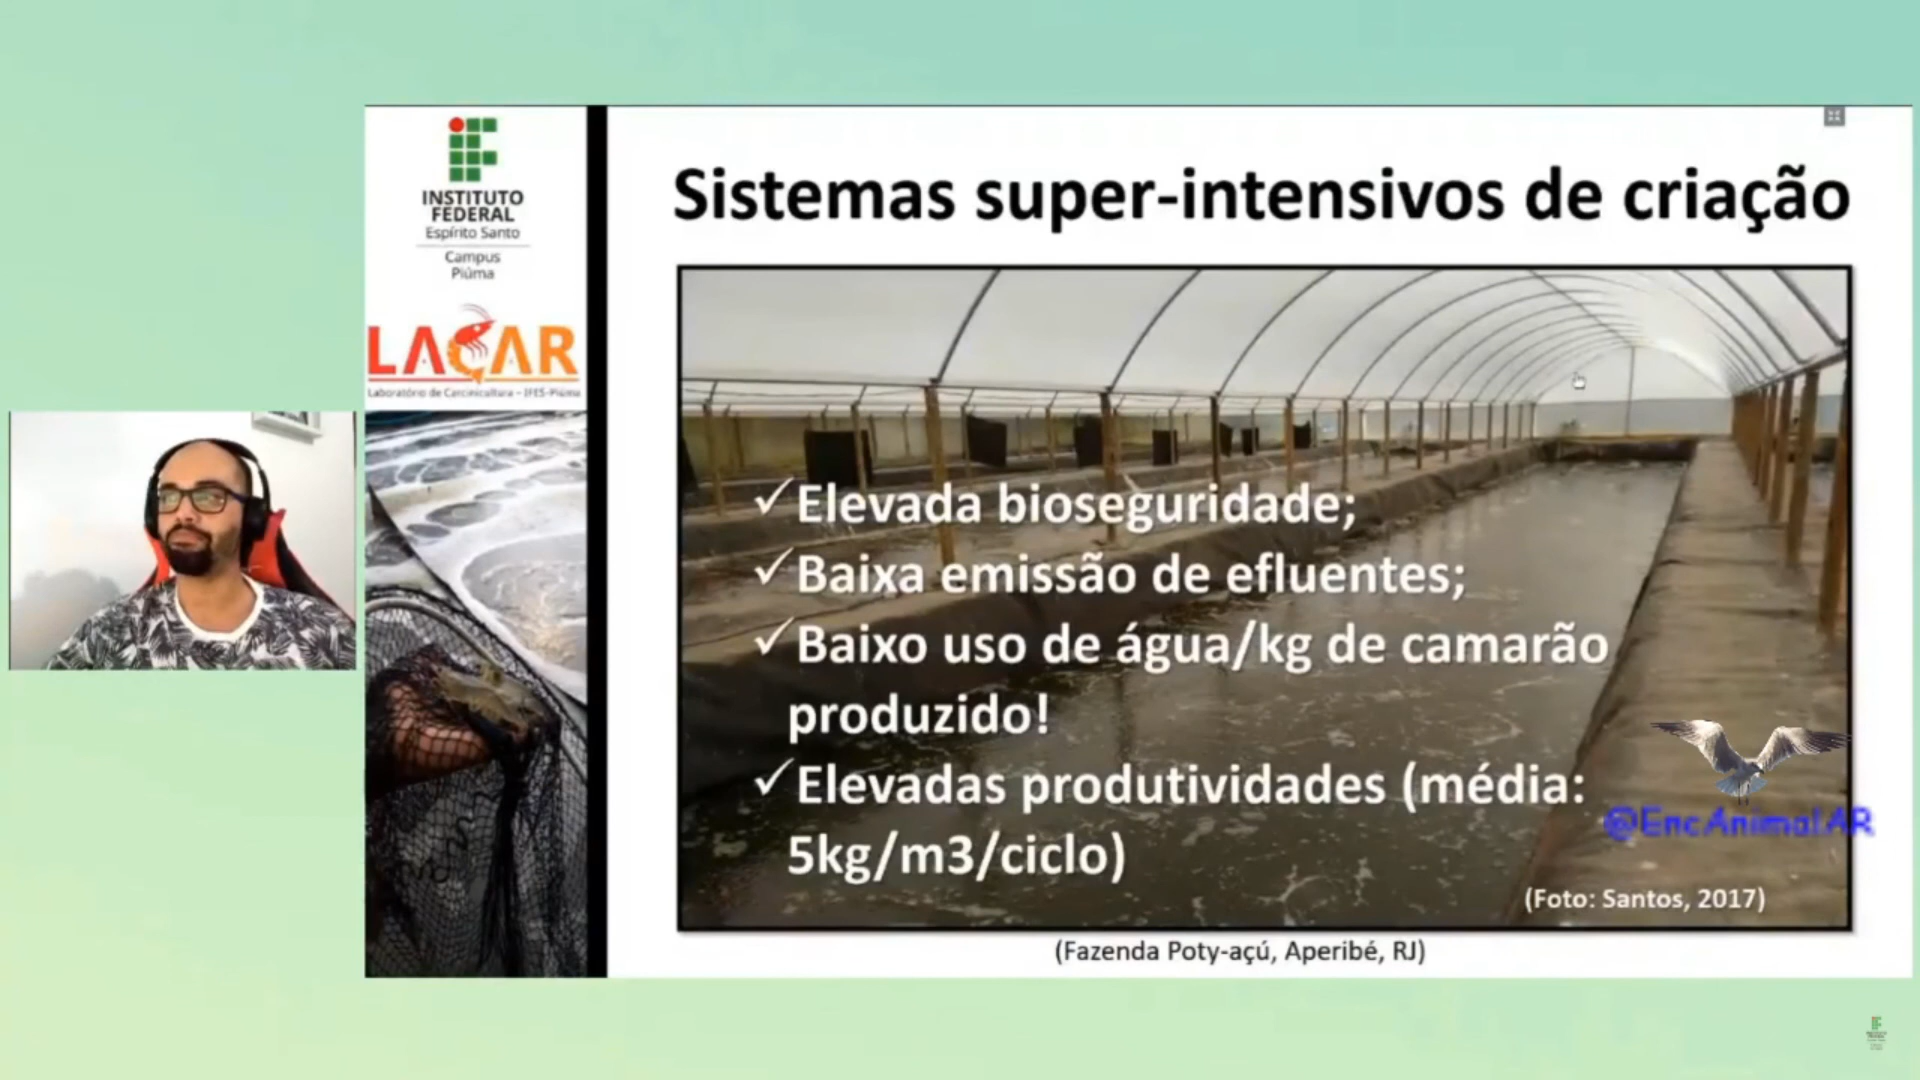 INSTITUTO
FEDERAL
Espírito Santo
Campus
Piúma
LACAR
Laboratório de Carcinicultura – IFES-Piúma
Sistemas super-intensivos de criação
✓Elevada bioseguridade;
✓Baixa emissão de efluentes;
✓Baixo uso de água/kg de camarão
produzido!
✓Elevadas produtividades (média:
5kg/m3/ciclo)
@EncAnimalAR
(Foto: Santos, 2017)
(Fazenda Poty-açú, Aperibé, RJ)